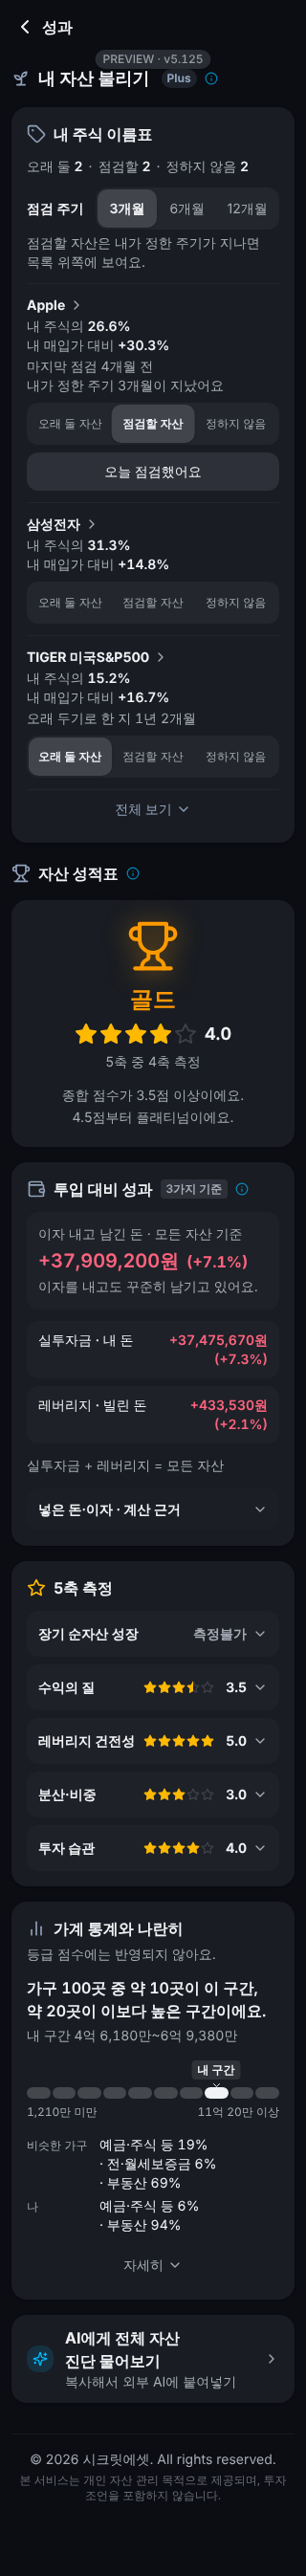 성과
PREVIEW · v5.125
내 자산 불리기 Plus
내 주식 이름표
오래 둘 2 · 점검할 2 · 정하지 않음 2
점검 주기 3개월 6개월 12개월
점검할 자산은 내가 정한 주기가 지나면
목록 위쪽에 보여요.
Apple
내 주식의 26.6%
내 매입가 대비 +30.3%
마지막 점검 4개월 전
내가 정한 주기 3개월이 지났어요
오래 둘 자산 점검할 자산 정하지 않음
오늘 점검했어요
삼성전자
내 주식의 31.3%
내 매입가 대비 +14.8%
오래 둘 자산 점검할 자산 정하지 않음
TIGER 미국S&P500
내 주식의 15.2%
내 매입가 대비 +16.7%
오래 두기로 한 지 1년 2개월
오래 둘 자산 점검할 자산 정하지 않음
전체 보기
자산 성적표
골드
4.0
5축 중 4축 측정
종합 점수가 3.5점 이상이에요.
4.5점부터 플래티넘이에요.
투입 대비 성과 3가지 기준
이자 내고 남긴 돈 · 모든 자산 기준
+37,909,200원 (+7.1%)
이자를 내고도 꾸준히 남기고 있어요.
실투자금 · 내 돈 +37,475,670원
(+7.3%)
레버리지 · 빌린 돈 +433,530원
(+2.1%)
실투자금 + 레버리지 = 모든 자산
넣은 돈·이자 · 계산 근거
5축 측정
장기 순자산 성장 측정불가
수익의 질 3.5
레버리지 건전성 5.0
분산·비중 3.0
투자 습관 4.0
가계 통계와 나란히
등급 점수에는 반영되지 않아요.
가구 100곳 중 약 10곳이 이 구간,
약 20곳이 이보다 높은 구간이에요.
내 구간 4억 6,180만~6억 9,380만
내 구간
1,210만 미만 11억 20만 이상
비슷한 가구 예금·주식 등 19%
· 전·월세보증금 6%
· 부동산 69%
나 예금·주식 등 6%
· 부동산 94%
자세히
AI에게 전체 자산
진단 물어보기
복사해서 외부 AI에 붙여넣기
© 2026 시크릿에셋. All rights reserved.
본 서비스는 개인 자산 관리 목적으로 제공되며, 투자
조언을 포함하지 않습니다.